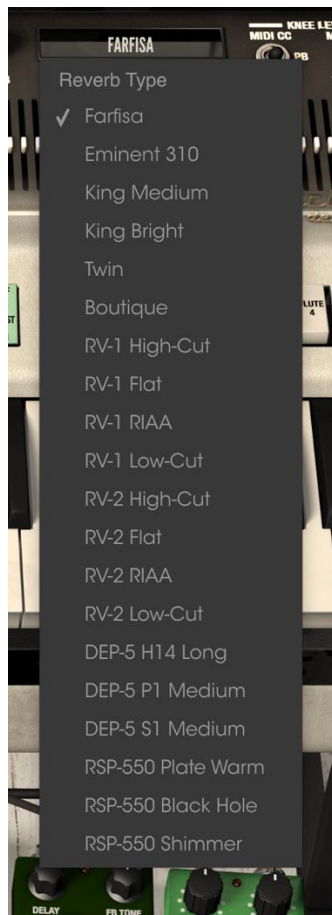 FARFISA
KNEE LE
MIDI CC
PB
Reverb Type
✓ Farfisa
Eminent 310
King Medium
King Bright
Twin
Boutique
RV-1 High-Cut
RV-1 Flat
RV-1 RIAA
RV-1 Low-Cut
RV-2 High-Cut
RV-2 Flat
RV-2 RIAA
RV-2 Low-Cut
DEP-5 H14 Long
DEP-5 P1 Medium
DEP-5 S1 Medium
RSP-550 Plate Warm
RSP-550 Black Hole
RSP-550 Shimmer
LUTE
4
ST
DELAY
FB TONE